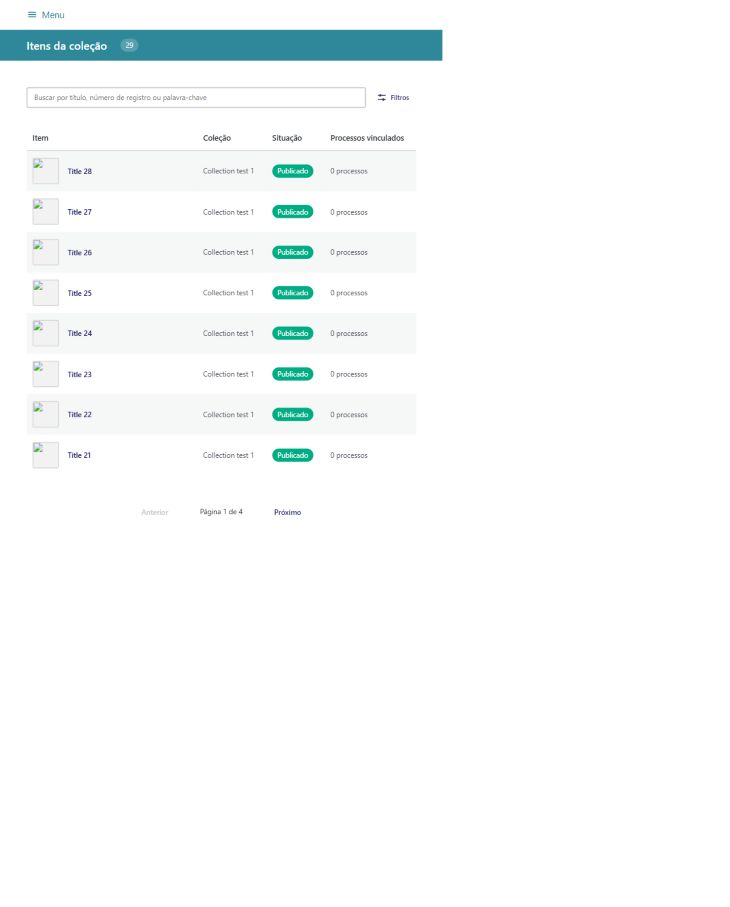 Menu
Itens da coleção 29
Buscar por título, número de registro ou palavra-chave
Filtros
Item Coleção Situação Processos vinculados
Title 28 Collection test 1 Publicado 0 processos
Title 27 Collection test 1 Publicado 0 processos
Title 26 Collection test 1 Publicado 0 processos
Title 25 Collection test 1 Publicado 0 processos
Title 24 Collection test 1 Publicado 0 processos
Title 23 Collection test 1 Publicado 0 processos
Title 22 Collection test 1 Publicado 0 processos
Title 21 Collection test 1 Publicado 0 processos
Anterior Página 1 de 4 Próximo